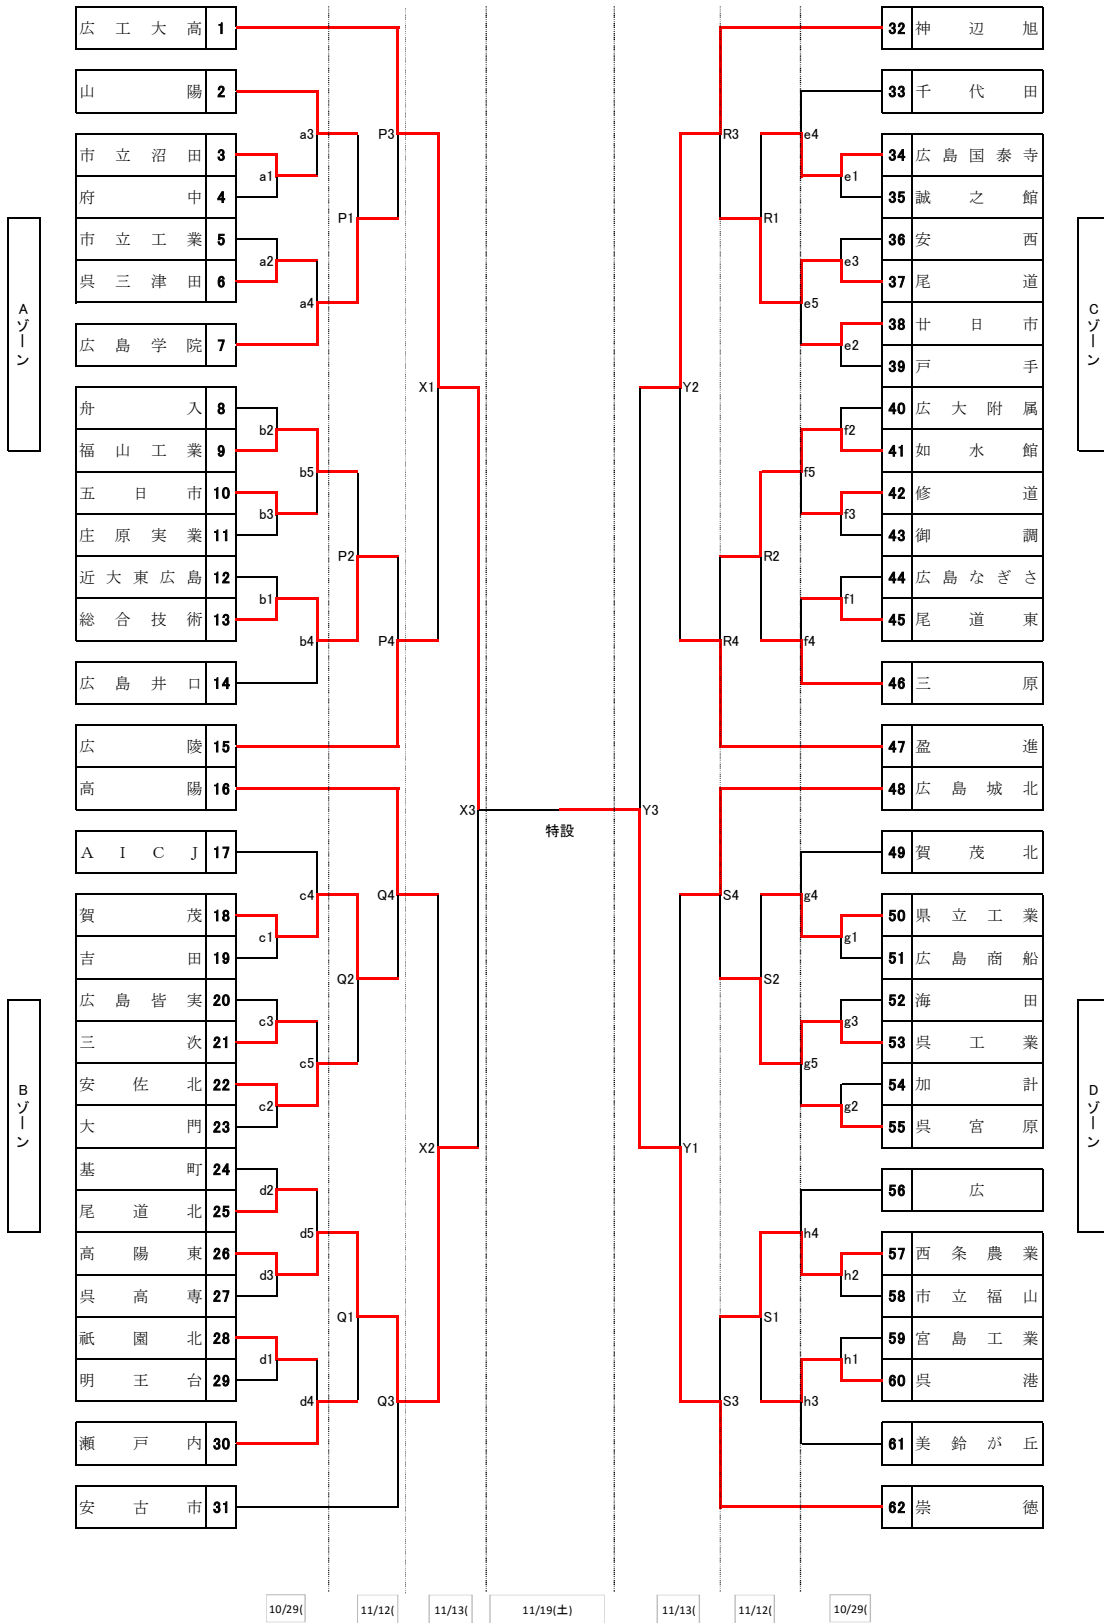 広工大高 1
山陽 2
a3
P3
市立沼田 3
a1
府中 4
P1
市立工業 5
a2
呉三津田 6
a4
広島学院 7
Aゾーン
X1
舟入 8
b2
福山工業 9
b5
五日市 10
b3
庄原実業 11
P2
近大東広島 12
b1
総合技術 13
b4
P4
広島井口 14
広陵 15
高陽 16
X3
AICJ 17
c4
Q4
賀茂 18
c1
吉田 19
Q2
広島皆実 20
c3
三次 21
c5
安佐北 22
c2
大門 23
Bゾーン
X2
基町 24
d2
尾道北 25
d5
高陽東 26
d3
呉高専 27
Q1
祇園北 28
d1
明王台 29
d4
Q3
瀬戸内 30
安古市 31
特設
32 神辺旭
33 千代田
R3
e4
34 広島国泰寺
e1
35 誠之館
R1
36 安西
e3
37 尾道
e5
38 廿日市
e2
39 戸手
Cゾーン
Y2
40 広大附属
f2
41 如水館
f5
42 修道
f3
43 御調
R2
44 広島なぎさ
f1
45 尾道東
R4
f4
46 三原
47 盈進
48 広島城北
Y3
49 賀茂北
S4
g4
50 県立工業
g1
51 広島商船
S2
52 海田
g3
53 呉工業
g5
54 加計
g2
55 呉宮原
Dゾーン
Y1
56 広
h4
57 西条農業
h2
58 市立福山
S1
59 宮島工業
h1
60 呉港
S3
h3
61 美鈴が丘
62 崇徳
10/29(
11/12(
11/13(
11/19(土)
11/13(
11/12(
10/29(